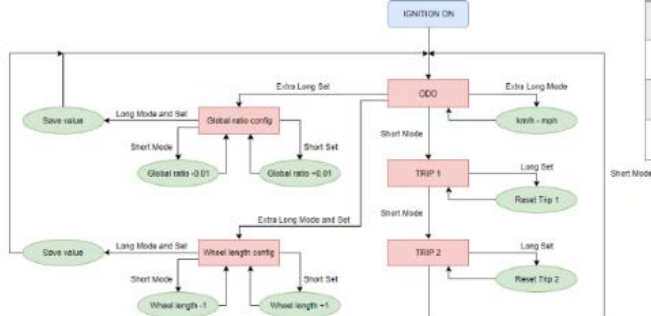 IGNITION ON
Extra Long Set
ODO
Extra Long Mode
Save value
Long Mode and Set
Global ratio config
km/h - mph
Short Mode
Short Mode
Short Set
Global ratio -0.01
Global ratio +0.01
TRIP 1
Long Set
Short Mode
Reset Trip 1
Short Mode
Extra Long Mode and Set
Save value
Long Mode and Set
Wheel length config
TRIP 2
Long Set
Short Mode
Short Set
Reset Trip 2
Wheel length -1
Wheel length +1